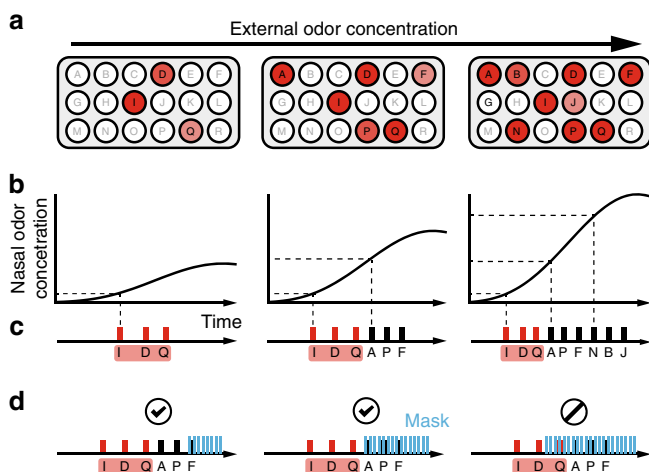 a
External odor concentration
A B C D E F
G H I J K L
M N O P Q R
A B C D E F
G H I J K L
M N O P Q R
A B C D E F
G H I J K L
M N O P Q R
b
Nasal odor
concetration
Time
c
I D Q
I D Q A P F
I D Q A P F N B J
d
Mask
I D Q A P F
I D Q A P F
I D Q A P F